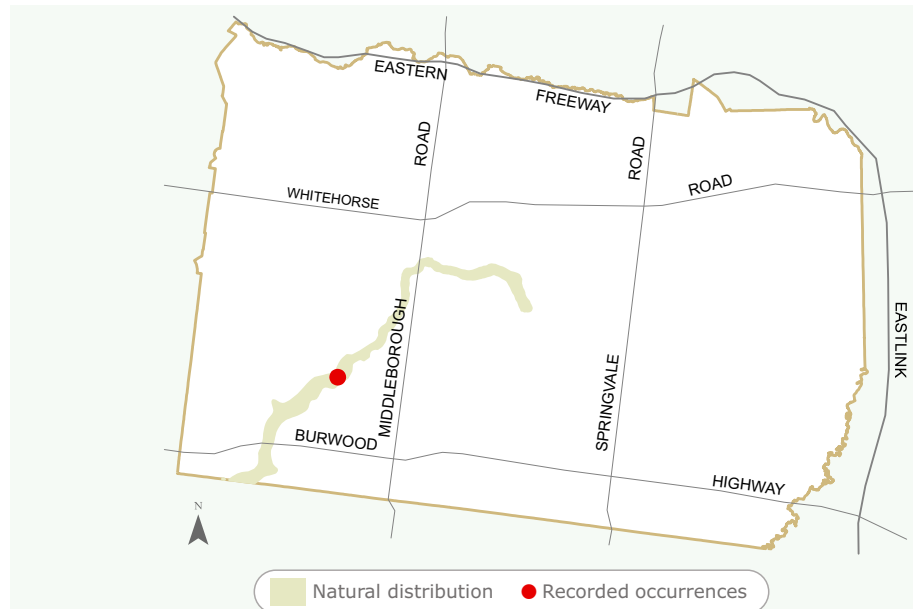 EASTERN
FREEWAY
ROAD
ROAD
ROAD
WHITEHORSE
MIDDLEBOROUGH
EASTLINK
SPRINGVALE
BURWOOD
HIGHWAY
N
Natural distribution
Recorded occurrences